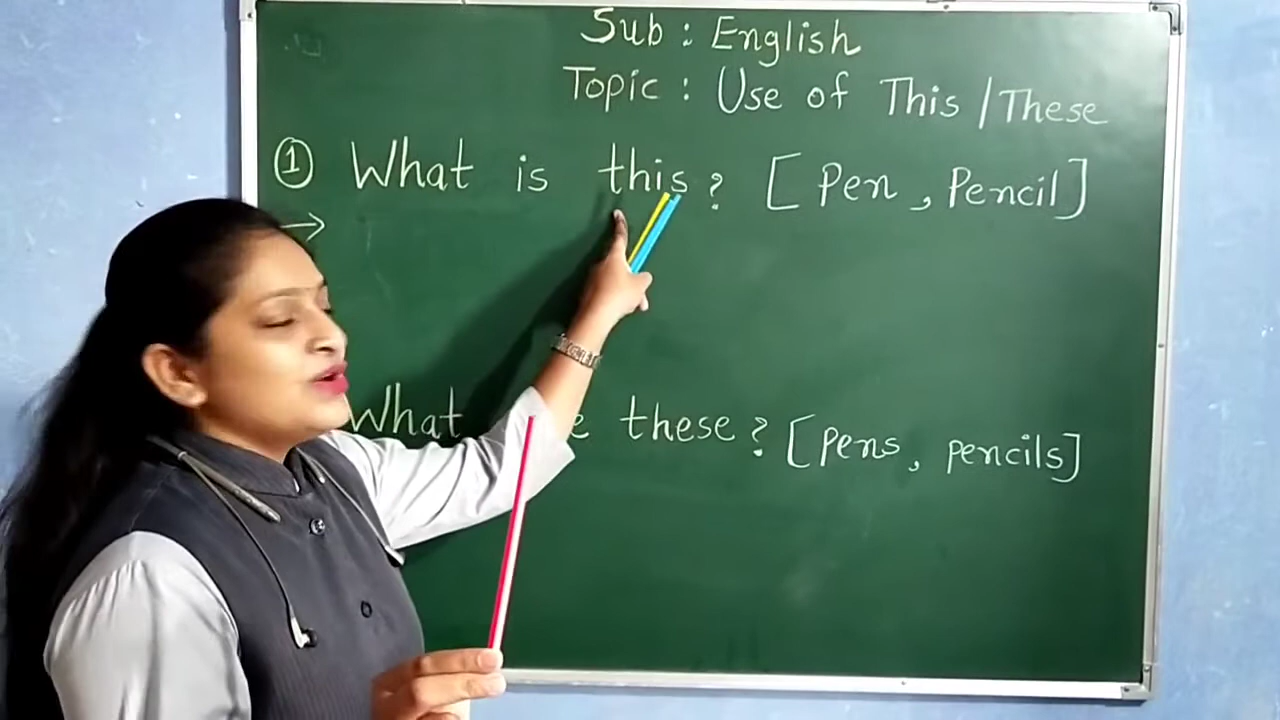 Sub : English
Topic : Use of This / These
① What is this? [ Pen , Pencil ]
→
What these? [ Pens, pencils ]